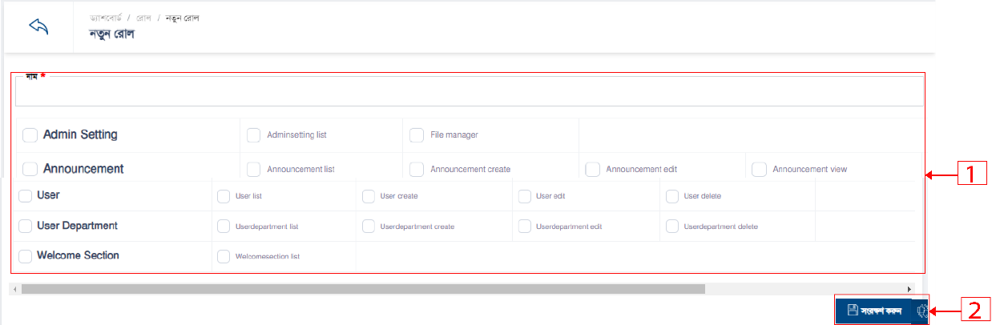 ড্যাশবোর্ড / রোল / নতুন রোল
নতুন রোল
নাম *
Admin Setting Adminsetting list File manager
Announcement Announcement list Announcement create Announcement edit Announcement view
1
User User list User create User edit User delete
User Department Userdepartment list Userdepartment create Userdepartment edit Userdepartment delete
Welcome Section Welcomesection list
সংরক্ষণ করুন
2